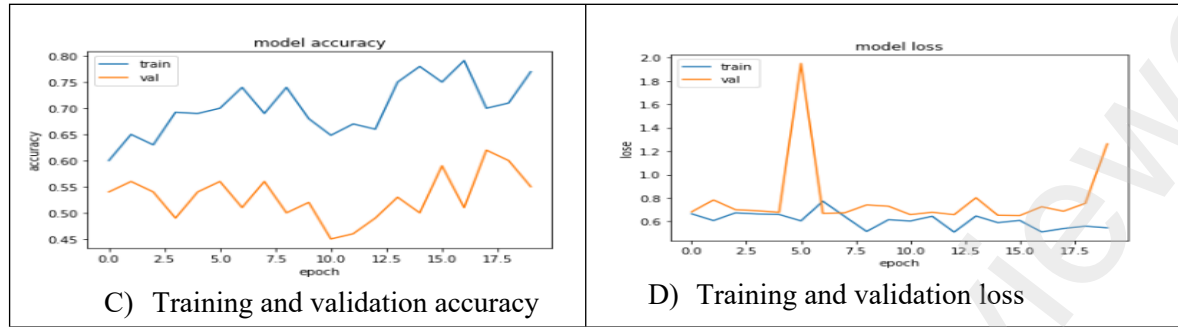 model accuracy
train
val
0.80
0.75
0.70
0.65
0.60
0.55
0.50
0.45
accuracy
0.0 2.5 5.0 7.5 10.0 12.5 15.0 17.5
epoch
C) Training and validation accuracy
model loss
train
val
2.0
1.8
1.6
1.4
1.2
1.0
0.8
0.6
lose
0.0 2.5 5.0 7.5 10.0 12.5 15.0 17.5
epoch
D) Training and validation loss